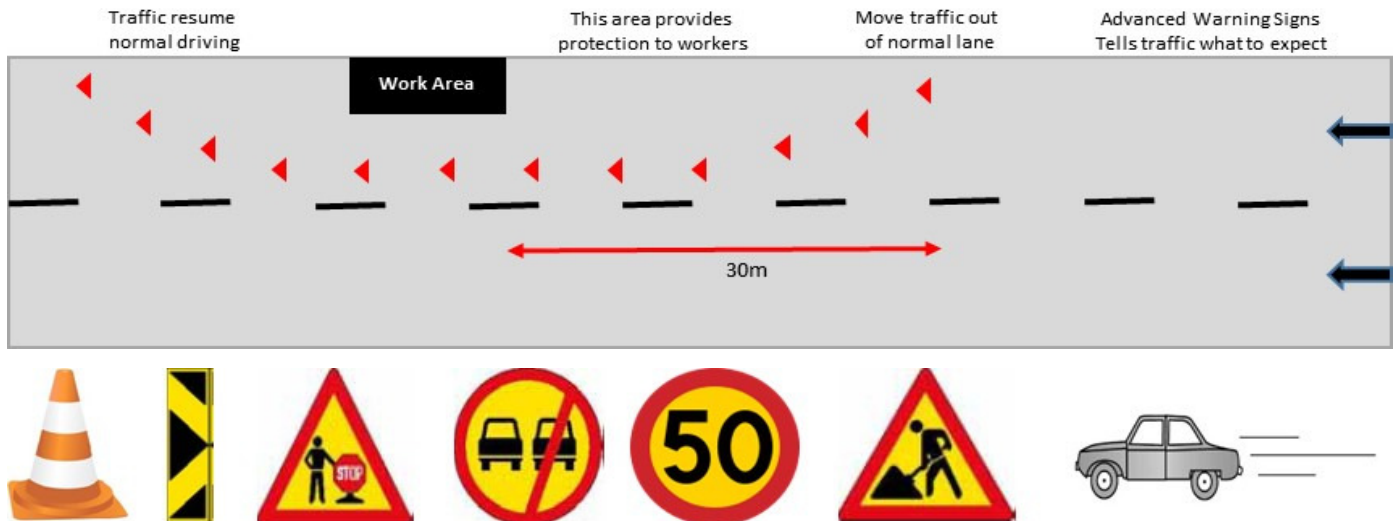 Traffic resume
normal driving
This area provides
protection to workers
Move traffic out
of normal lane
Advanced Warning Signs
Tells traffic what to expect
Work Area
30m
STOP
50